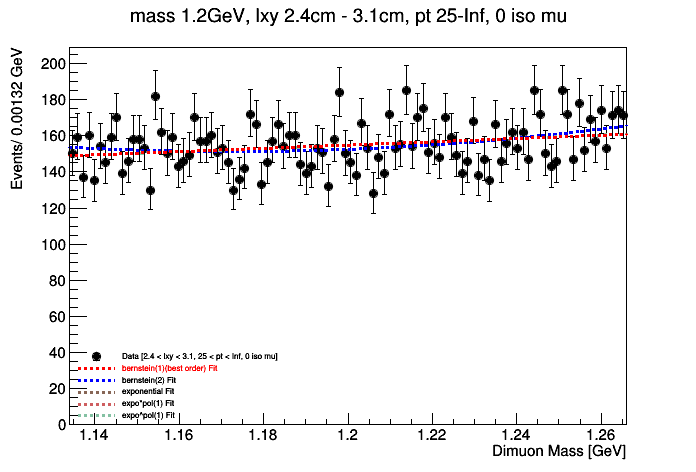 mass 1.2GeV, lxy 2.4cm - 3.1cm, pt 25-Inf, 0 iso mu
Events/ 0.00132 GeV
200
180
160
140
120
100
80
60
40
20
0
Data [2.4 < lxy < 3.1, 25 < pt < Inf, 0 iso mu]
bernstein(1)(best order) Fit
bernstein(2) Fit
exponential Fit
expo*pol(1) Fit
expo^pol(1) Fit
1.14 1.16 1.18 1.2 1.22 1.24 1.26
Dimuon Mass [GeV]